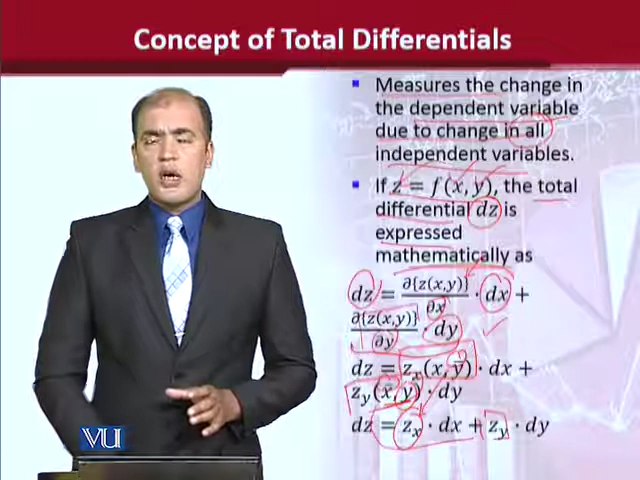 Concept of Total Differentials
▪ Measures the change in
the dependent variable
due to change in all
independent variables.
▪ If z = f(x, y), the total
differential dz is
expressed
mathematically as
dz = ∂{z(x,y)}/∂x · dx +
∂{z(x,y)}/∂y · dy
dz = zₓ(x, y) · dx +
z_y(x, y) · dy
dz = zₓ · dx + z_y · dy
VU